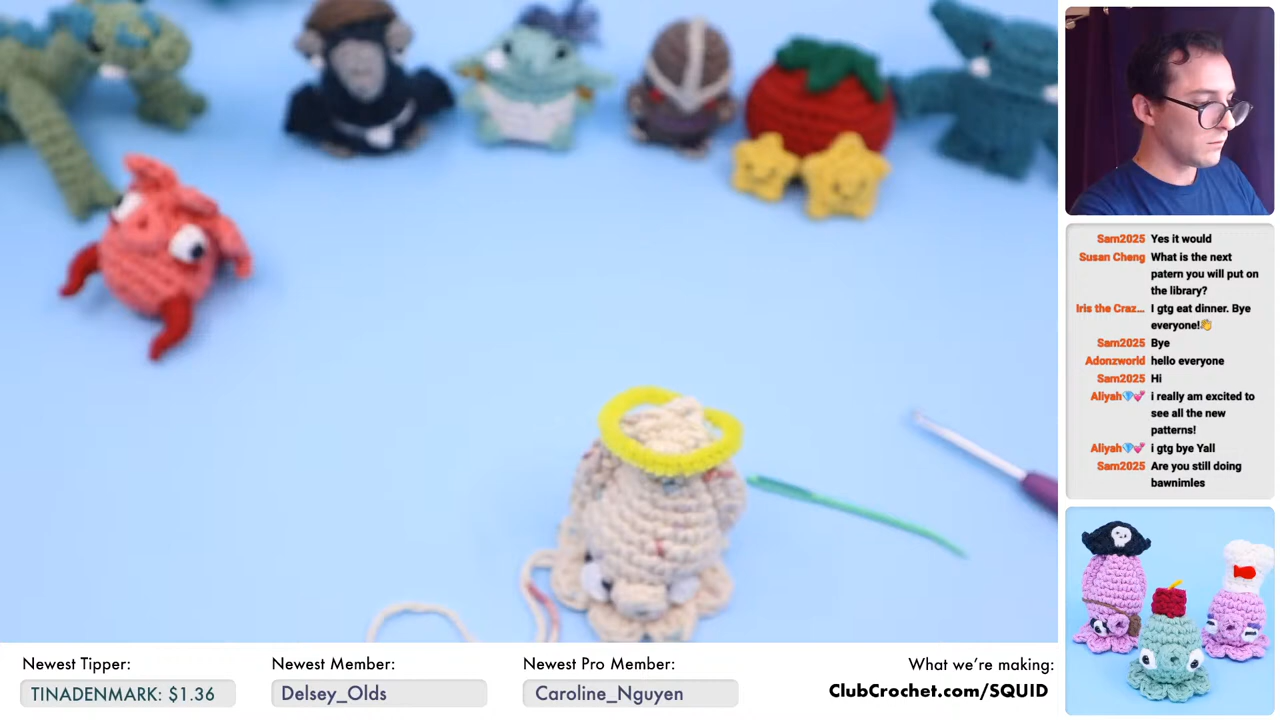 Sam2025 Yes it would
Susan Cheng What is the next
patern you will put on
the library?
Iris the Craz... I gtg eat dinner. Bye
everyone!👋
Sam2025 Bye
Adonzworld hello everyone
Sam2025 Hi
Aliyah💎💕 i really am excited to
see all the new
patterns!
Aliyah💎💕 i gtg bye Yall
Sam2025 Are you still doing
bawnimles
Newest Tipper:
TINADENMARK: $1.36
Newest Member:
Delsey_Olds
Newest Pro Member:
Caroline_Nguyen
What we're making:
ClubCrochet.com/SQUID